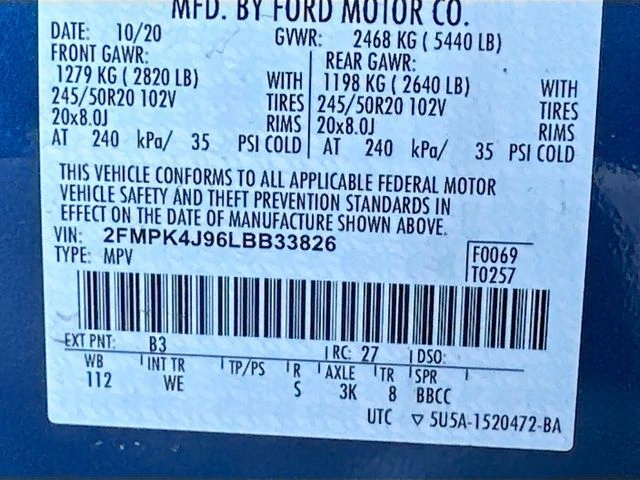 MFD. BY FORD MOTOR CO.
DATE: 10/20 GVWR: 2468 KG ( 5440 LB)
FRONT GAWR: REAR GAWR:
1279 KG ( 2820 LB) WITH 1198 KG ( 2640 LB) WITH
245/50R20 102V TIRES 245/50R20 102V TIRES
20x8.0J RIMS 20x8.0J RIMS
AT 240 kPa/ 35 PSI COLD AT 240 kPa/ 35 PSI COLD
THIS VEHICLE CONFORMS TO ALL APPLICABLE FEDERAL MOTOR
VEHICLE SAFETY AND THEFT PREVENTION STANDARDS IN
EFFECT ON THE DATE OF MANUFACTURE SHOWN ABOVE.
VIN: 2FMPK4J96LBB33826
TYPE: MPV
F0069
T0257
EXT PNT: B3 RC: 27 DSO:
WB INT TR TP/PS R AXLE TR SPR
112 WE S 3K 8 BBCC
UTC ▽ 5U5A-1520472-BA